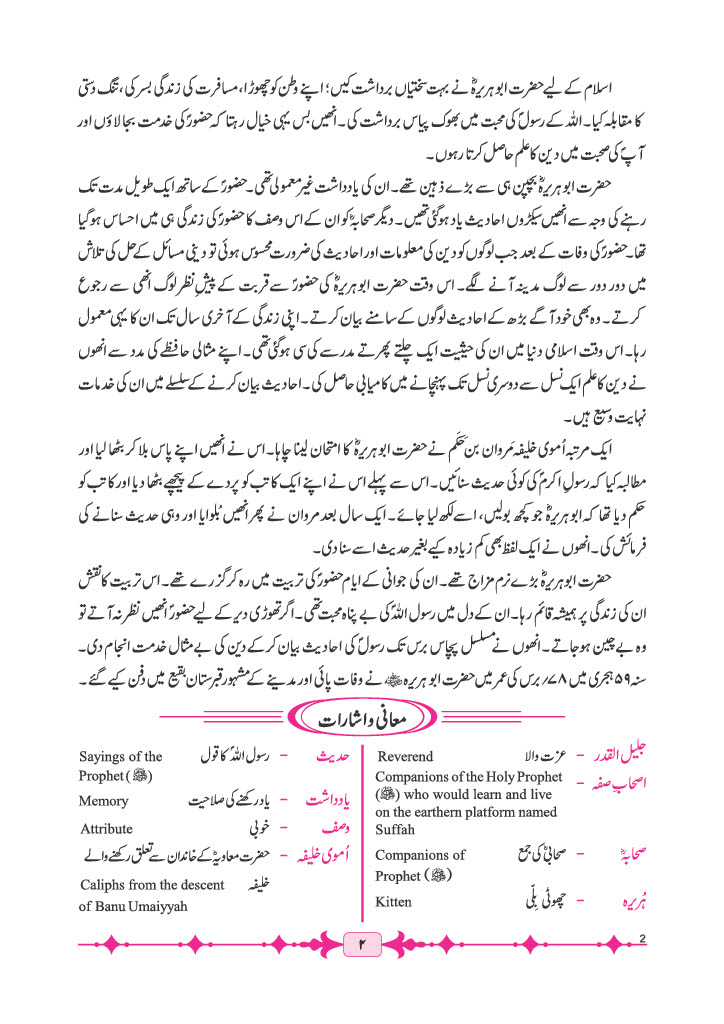 اسلام کے لیے حضرت ابو ہریرہؓ نے بہت سختیاں برداشت کیں؛ اپنے وطن کو چھوڑا، مسافرت کی زندگی بسر کی، تنگ دستی
کا مقابلہ کیا۔ اللہ کے رسولؐ کی محبت میں بھوک پیاس برداشت کی۔ انھیں بس یہی خیال رہتا کہ حضورؐ کی خدمت بجا لاؤں اور
آپؐ کی صحبت میں دین کا علم حاصل کرتا رہوں۔
حضرت ابو ہریرہؓ بچپن ہی سے بڑے ذہین تھے۔ ان کی یادداشت غیر معمولی تھی۔ حضورؐ کے ساتھ ایک طویل مدت تک
رہنے کی وجہ سے انھیں سیکڑوں احادیث یاد ہوگئی تھیں۔ دیگر صحابہؓ کو ان کے اس وصف کا حضورؐ کی زندگی ہی میں احساس ہوگیا
تھا۔ حضورؐ کی وفات کے بعد جب لوگوں کو دین کی معلومات اور احادیث کی ضرورت محسوس ہوئی تو دینی مسائل کے حل کی تلاش
میں دور دور سے لوگ مدینہ آنے لگے۔ اس وقت حضرت ابو ہریرہؓ کی حضورؐ سے قربت کے پیشِ نظر لوگ انھی سے رجوع
کرتے۔ وہ بھی خود آگے بڑھ کے احادیث لوگوں کے سامنے بیان کرتے۔ اپنی زندگی کے آخری سال تک ان کا یہی معمول
رہا۔ اس وقت اسلامی دنیا میں ان کی حیثیت ایک چلتے پھرتے مدرسے کی سی ہوگئی تھی۔ اپنے مثالی حافظے کی مدد سے انھوں
نے دین کا علم ایک نسل سے دوسری نسل تک پہنچانے میں کامیابی حاصل کی۔ احادیث بیان کرنے کے سلسلے میں ان کی خدمات
نہایت وسیع ہیں۔
ایک مرتبہ اُموی خلیفہ مَروان بن حَکَم نے حضرت ابو ہریرہؓ کا امتحان لینا چاہا۔ اس نے انھیں اپنے پاس بلا کر بٹھا لیا اور
مطالبہ کیا کہ رسولِ اکرمؐ کی کوئی حدیث سنائیں۔ اس سے پہلے اس نے اپنے ایک کاتب کو پردے کے پیچھے بٹھا دیا اور کاتب کو
حکم دیا تھا کہ ابو ہریرہؓ جو کچھ بولیں، اسے لکھ لیا جائے۔ ایک سال بعد مروان نے پھر انھیں بُلوایا اور وہی حدیث سنانے کی
فرمائش کی۔ انھوں نے ایک لفظ بھی کم زیادہ کیے بغیر حدیث اسے سنا دی۔
حضرت ابو ہریرہؓ بڑے نرم مزاج تھے۔ ان کی جوانی کے ایام حضورؐ کی تربیت میں رہ کر گزرے تھے۔ اس تربیت کا نقش
ان کی زندگی پر ہمیشہ قائم رہا۔ ان کے دل میں رسول اللہؐ کی بے پناہ محبت تھی۔ اگر تھوڑی دیر کے لیے حضورؐ انھیں نظر نہ آتے تو
وہ بے چین ہو جاتے۔ انھوں نے مسلسل پچاس برس تک رسولؐ کی احادیث بیان کر کے دین کی بے مثال خدمت انجام دی۔
سنہ ۵۹ ہجری میں ۷۸؍ برس کی عمر میں حضرت ابو ہریرہ رضی اللہ عنہ نے وفات پائی اور مدینے کے مشہور قبرستان بقیع میں دفن کیے گئے۔
معانی و اشارات
جلیل القدر - عزت والا Reverend
اصحابِ صفہ - Companions of the Holy Prophet
(ﷺ) who would learn and live
on the earthern platform named
Suffah
صحابہؓ - صحابیؓ کی جمع Companions of
Prophet (ﷺ)
ہُریرہ - چھوٹی بلّی Kitten
حدیث - رسول اللہؐ کا قول Sayings of the
Prophet (ﷺ)
یادداشت - یاد رکھنے کی صلاحیت Memory
وصف - خوبی Attribute
اُموی خلیفہ - حضرت معاویہؓ کے خاندان سے تعلق رکھنے والے
خلیفہ Caliphs from the descent
of Banu Umaiyyah
۲
2